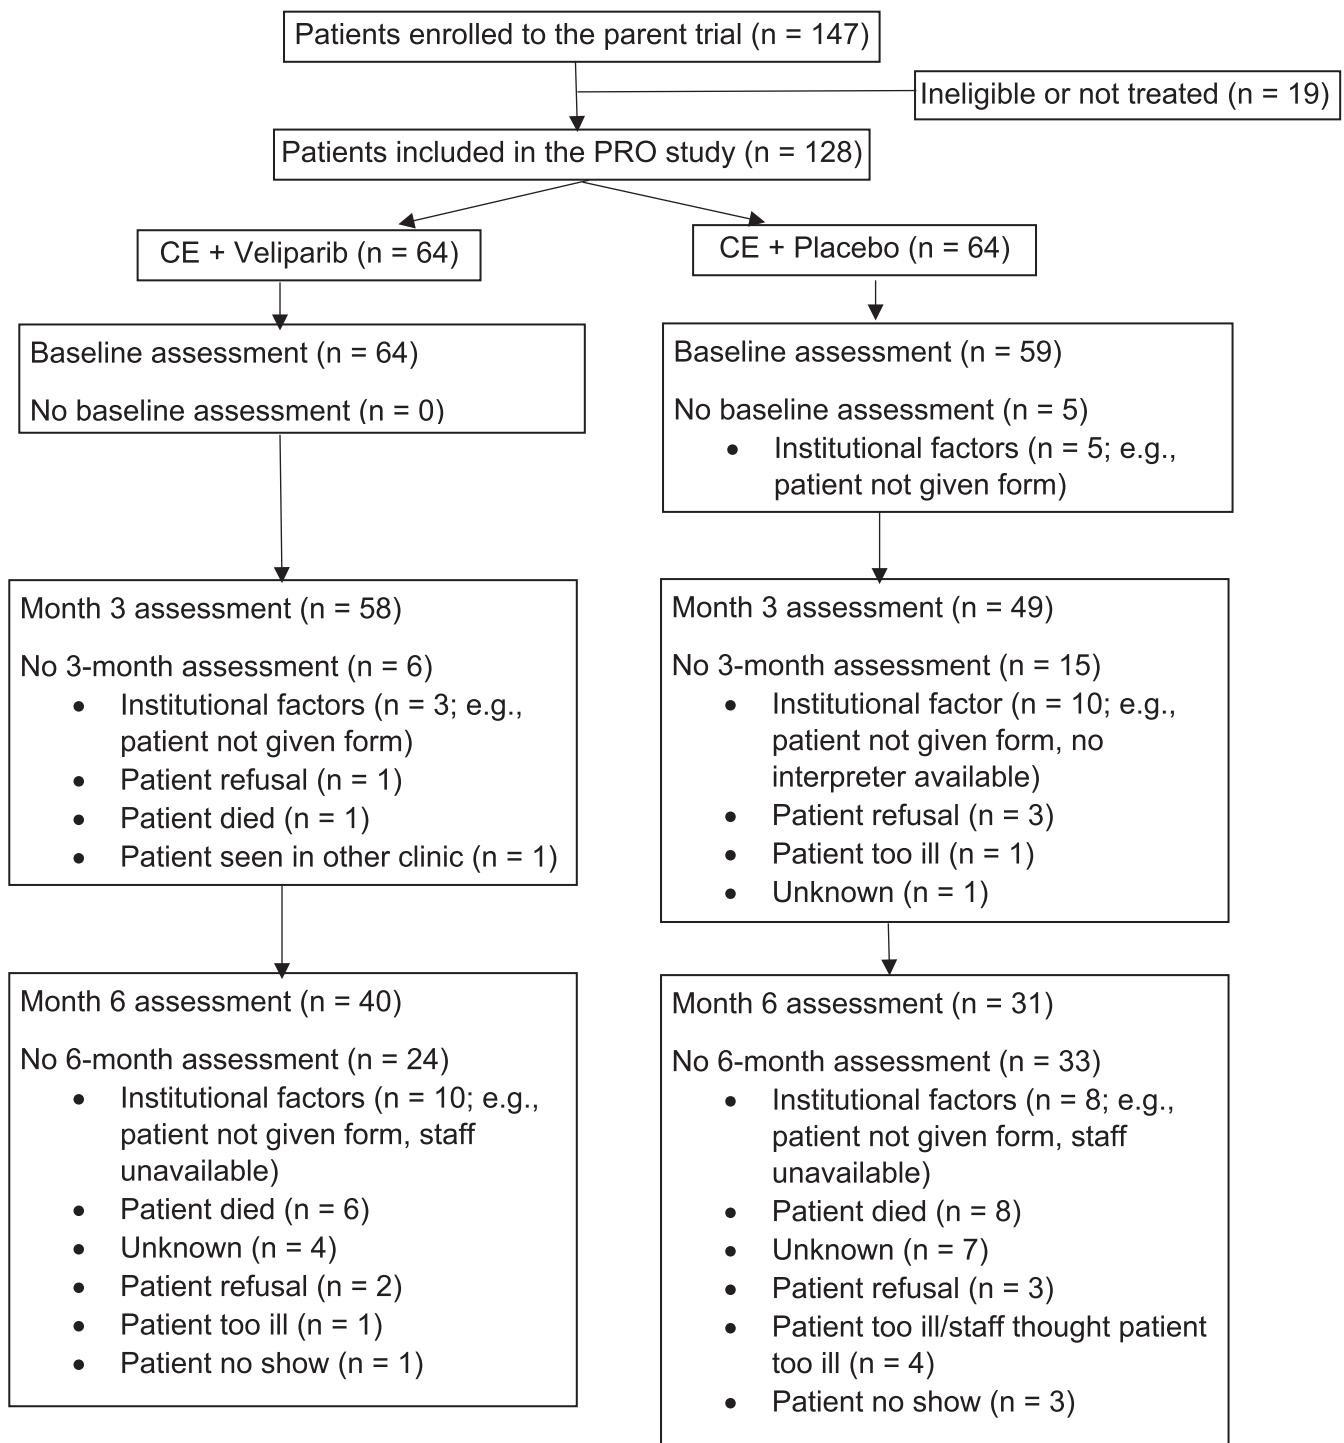 Patients enrolled to the parent trial (n = 147)
Ineligible or not treated (n = 19)
Patients included in the PRO study (n = 128)
CE + Veliparib (n = 64)
CE + Placebo (n = 64)
Baseline assessment (n = 64)
No baseline assessment (n = 0)
Baseline assessment (n = 59)
No baseline assessment (n = 5)
• Institutional factors (n = 5; e.g.,
patient not given form)
Month 3 assessment (n = 58)
No 3-month assessment (n = 6)
• Institutional factors (n = 3; e.g.,
patient not given form)
• Patient refusal (n = 1)
• Patient died (n = 1)
• Patient seen in other clinic (n = 1)
Month 3 assessment (n = 49)
No 3-month assessment (n = 15)
• Institutional factor (n = 10; e.g.,
patient not given form, no
interpreter available)
• Patient refusal (n = 3)
• Patient too ill (n = 1)
• Unknown (n = 1)
Month 6 assessment (n = 40)
No 6-month assessment (n = 24)
• Institutional factors (n = 10; e.g.,
patient not given form, staff
unavailable)
• Patient died (n = 6)
• Unknown (n = 4)
• Patient refusal (n = 2)
• Patient too ill (n = 1)
• Patient no show (n = 1)
Month 6 assessment (n = 31)
No 6-month assessment (n = 33)
• Institutional factors (n = 8; e.g.,
patient not given form, staff
unavailable)
• Patient died (n = 8)
• Unknown (n = 7)
• Patient refusal (n = 3)
• Patient too ill/staff thought patient
too ill (n = 4)
• Patient no show (n = 3)